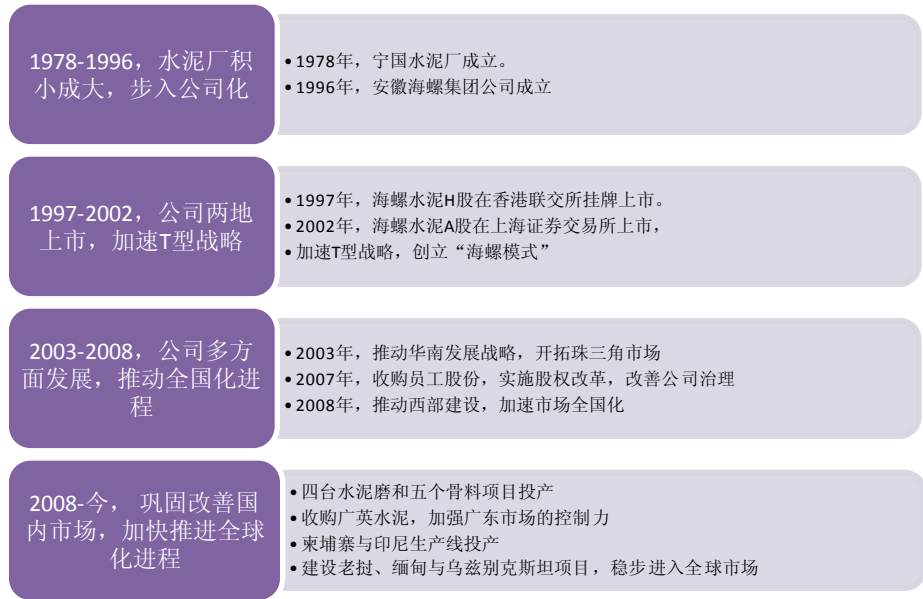 1978-1996，水泥厂积
小成大，步入公司化
•1978年，宁国水泥厂成立。
•1996年，安徽海螺集团公司成立
1997-2002，公司两地
上市，加速T型战略
•1997年，海螺水泥H股在香港联交所挂牌上市。
•2002年，海螺水泥A股在上海证券交易所上市，
•加速T型战略，创立“海螺模式”
2003-2008，公司多方
面发展，推动全国化进
程
•2003年，推动华南发展战略，开拓珠三角市场
•2007年，收购员工股份，实施股权改革，改善公司治理
•2008年，推动西部建设，加速市场全国化
2008-今， 巩固改善国
内市场，加快推进全球
化进程
•四台水泥磨和五个骨料项目投产
•收购广英水泥，加强广东市场的控制力
•柬埔寨与印尼生产线投产
•建设老挝、缅甸与乌兹别克斯坦项目，稳步进入全球市场